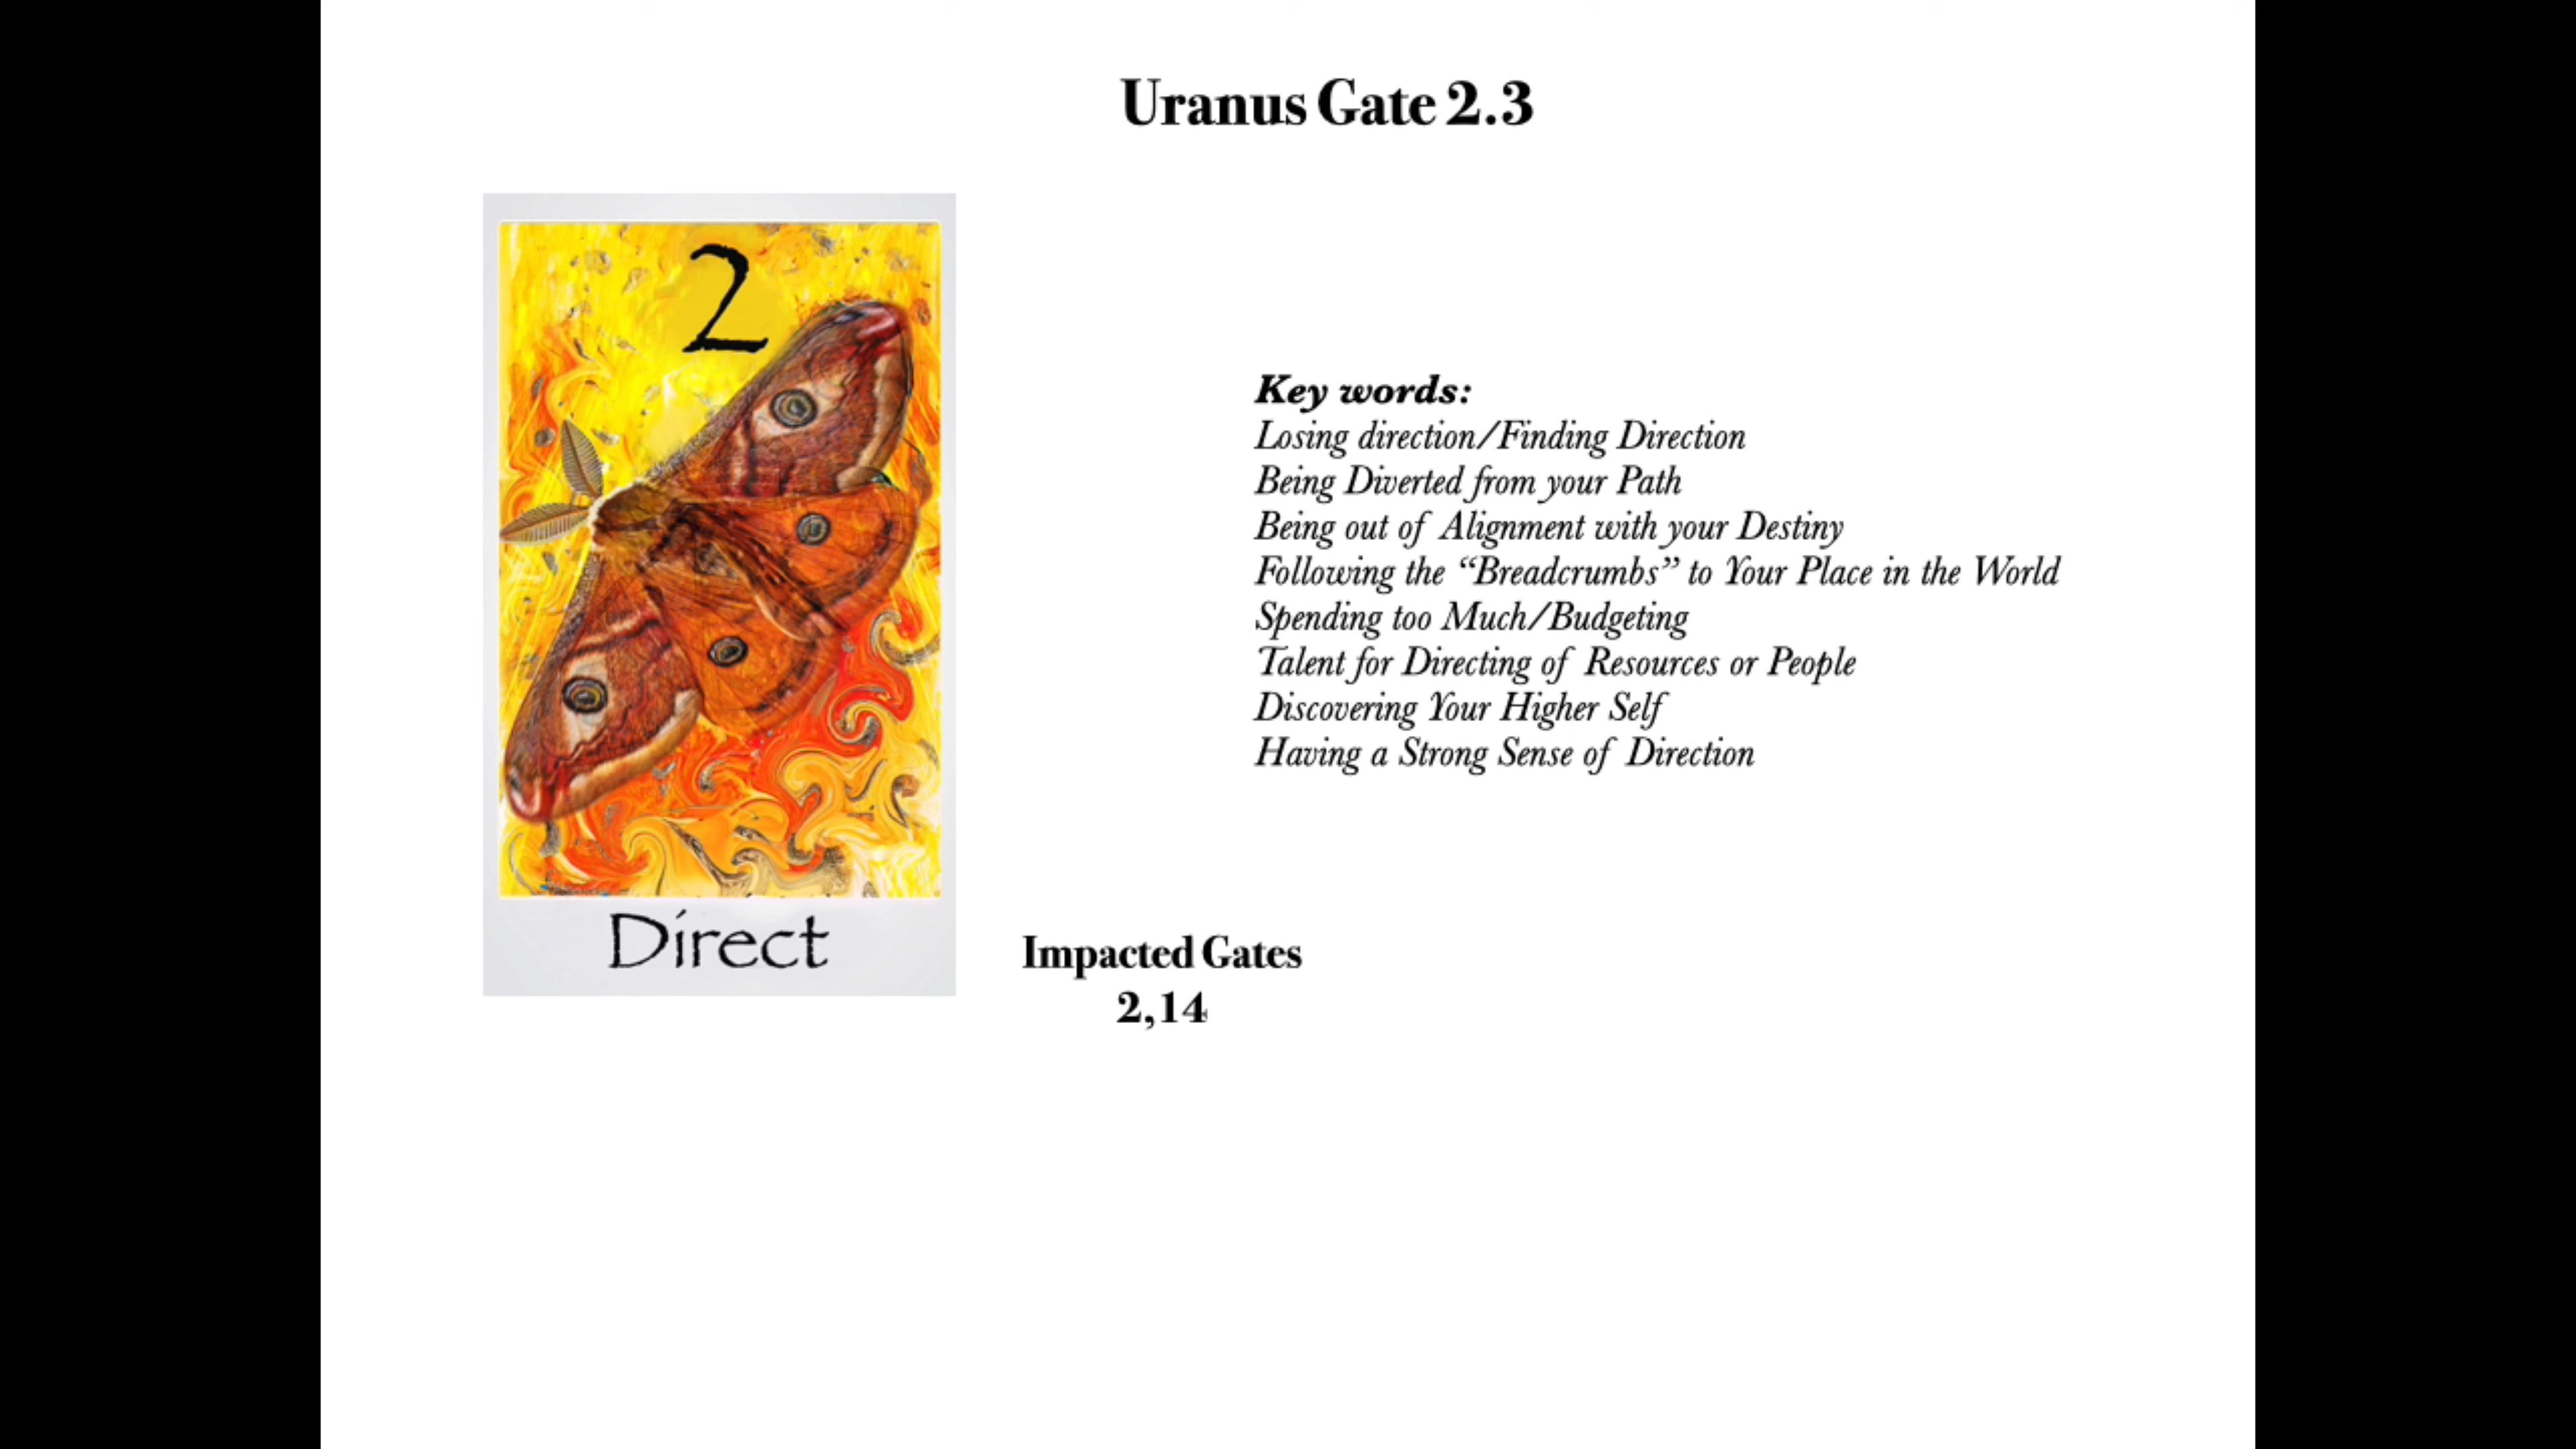 Uranus Gate 2.3
2
Direct
Key words:
Losing direction/Finding Direction
Being Diverted from your Path
Being out of Alignment with your Destiny
Following the “Breadcrumbs” to Your Place in the World
Spending too Much/Budgeting
Talent for Directing of Resources or People
Discovering Your Higher Self
Having a Strong Sense of Direction
Impacted Gates
2,14